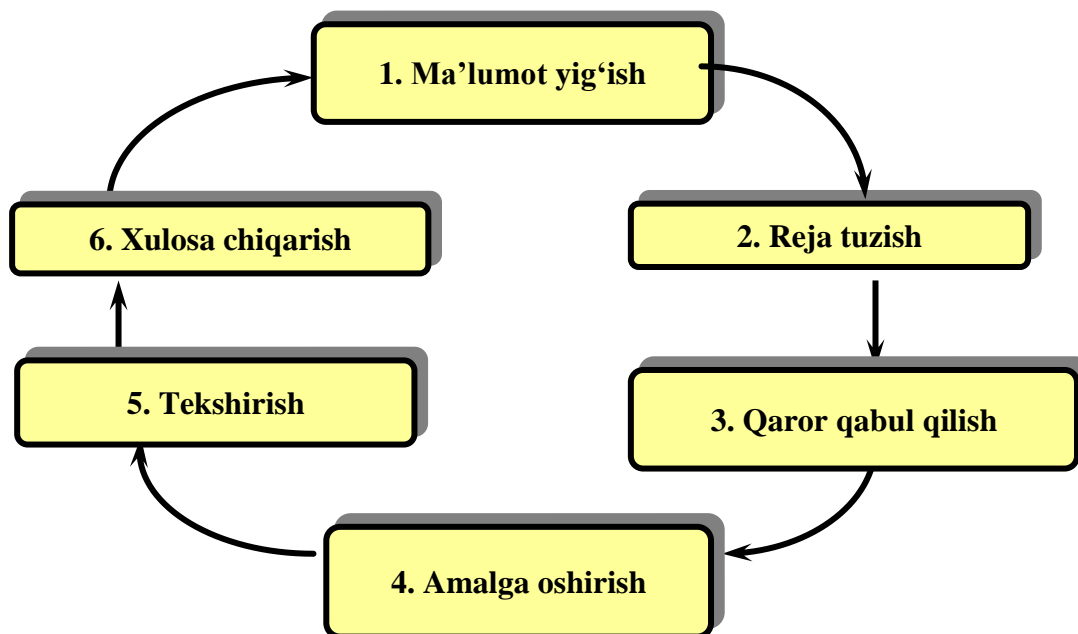 1. Ma’lumot yig‘ish
2. Reja tuzish
3. Qaror qabul qilish
4. Amalga oshirish
5. Tekshirish
6. Xulosa chiqarish